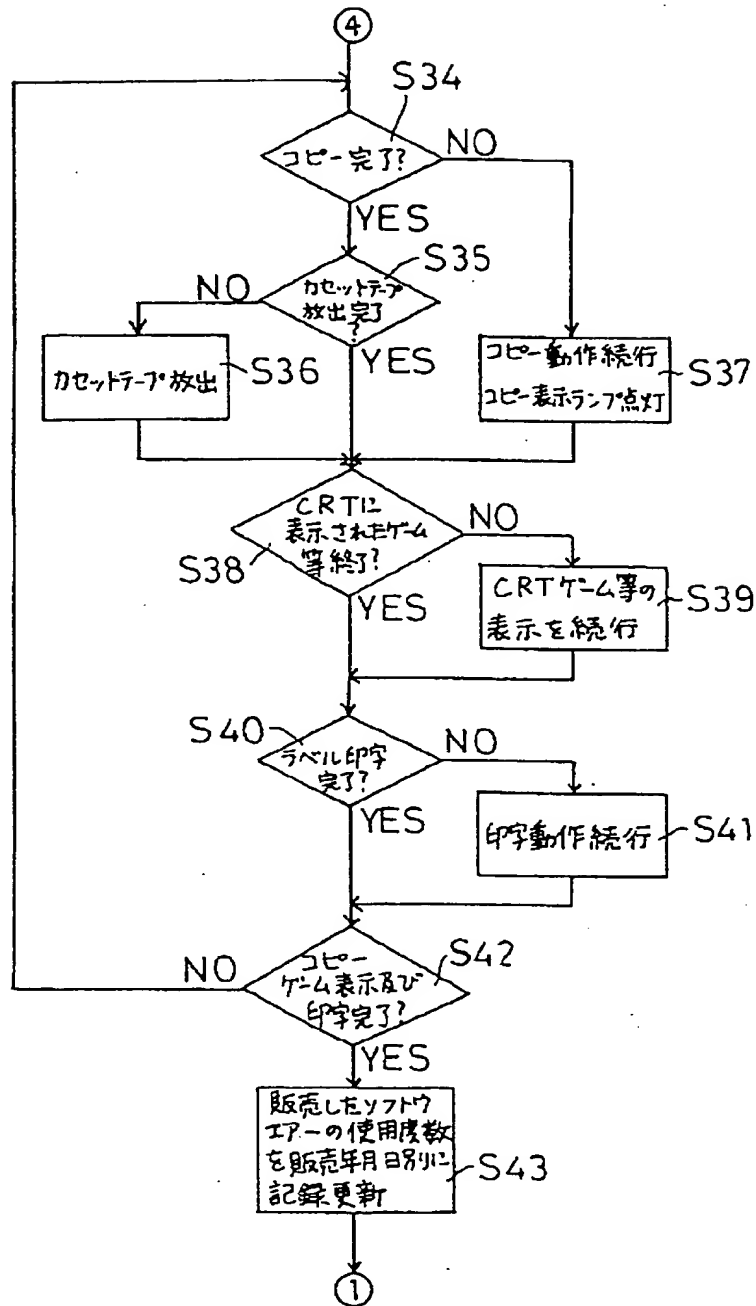 ④
S34
コピー完了?
NO
YES
S35
カセットテープ
放出完了
?
NO
YES
カセットテープ放出
S36
コピー動作続行
コピー表示ランプ点灯
S37
CRTに
表示されたゲーム
等終了?
S38
NO
YES
CRTゲーム等の
表示を続行
S39
S40
ラベル印字
完了?
NO
YES
印字動作続行
S41
コピー
ゲーム表示及び
印字完了?
S42
NO
YES
販売したソフトウ
エアーの使用度数
を販売年月日別に
記録更新
S43
①